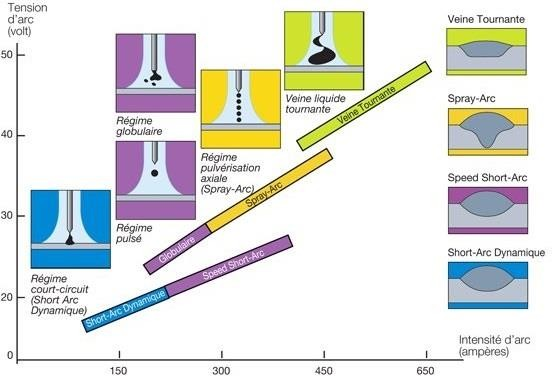 Tension
d'arc
(volt)
50
40
30
20
0
150
300
450
650
Intensité d'arc
(ampères)
Régime
court-circuit
(Short Arc
Dynamique)
Régime
globulaire
Régime
pulsé
Régime
pulvérisation
axiale
(Spray-Arc)
Veine liquide
tournante
Short-Arc Dynamique
Speed Short-Arc
Globulaire
Spray-Arc
Veine Tournante
Veine Tournante
Spray-Arc
Speed Short-Arc
Short-Arc Dynamique